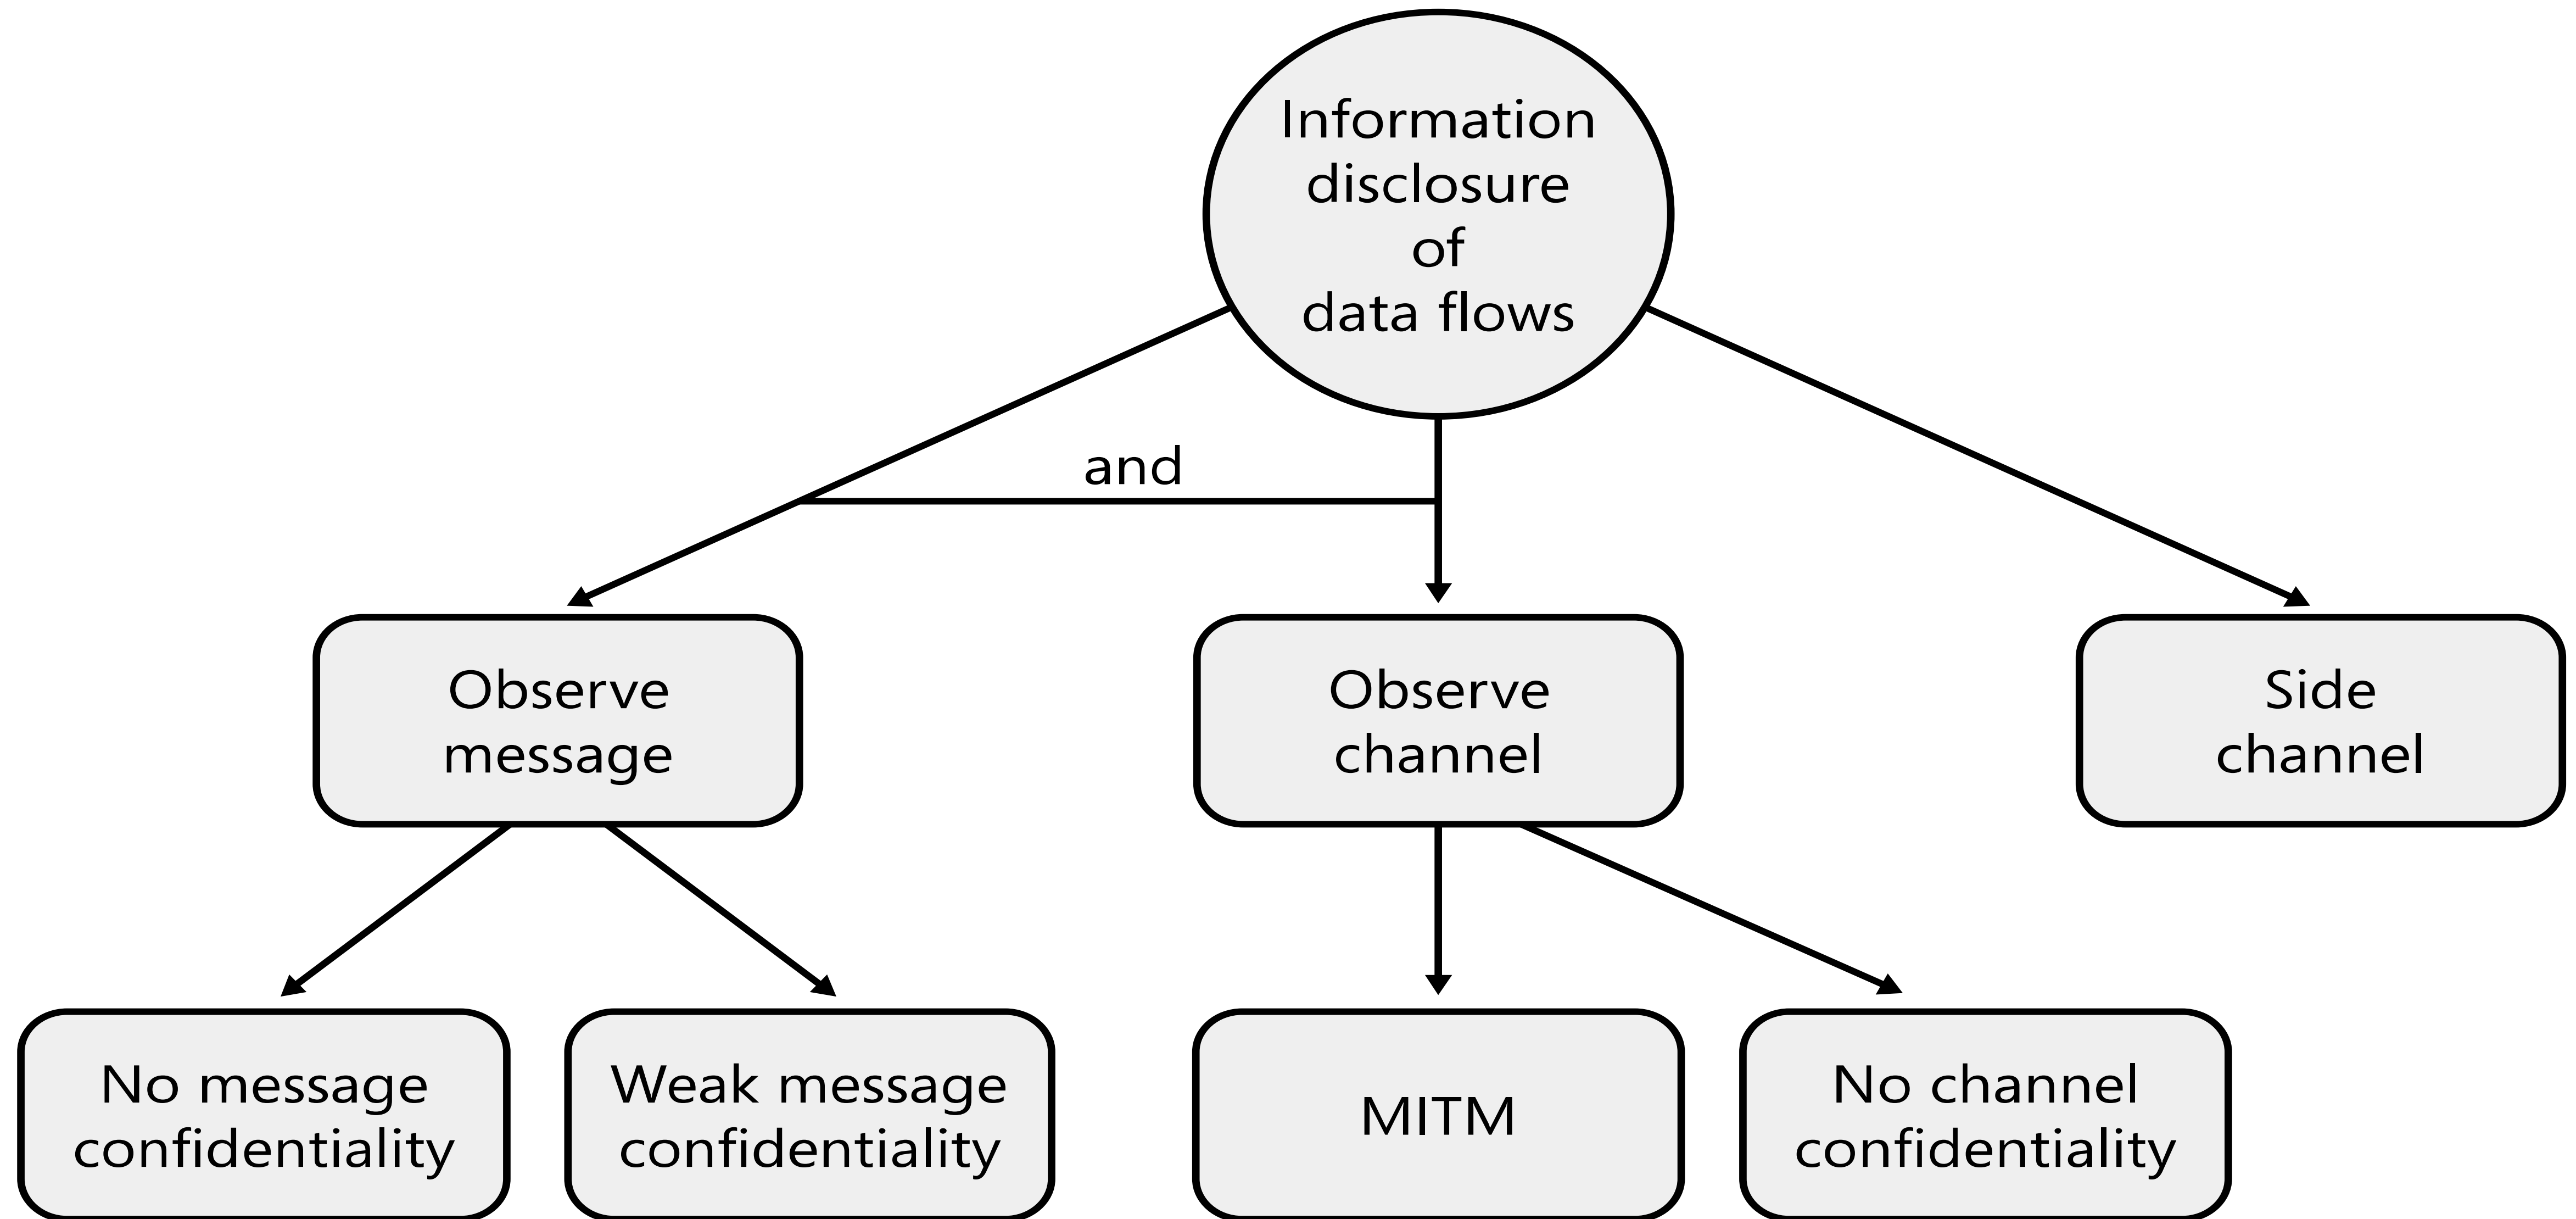 Information
disclosure
of
data flows
and
Observe
message
Observe
channel
Side
channel
No message
confidentiality
Weak message
confidentiality
MITM
No channel
confidentiality